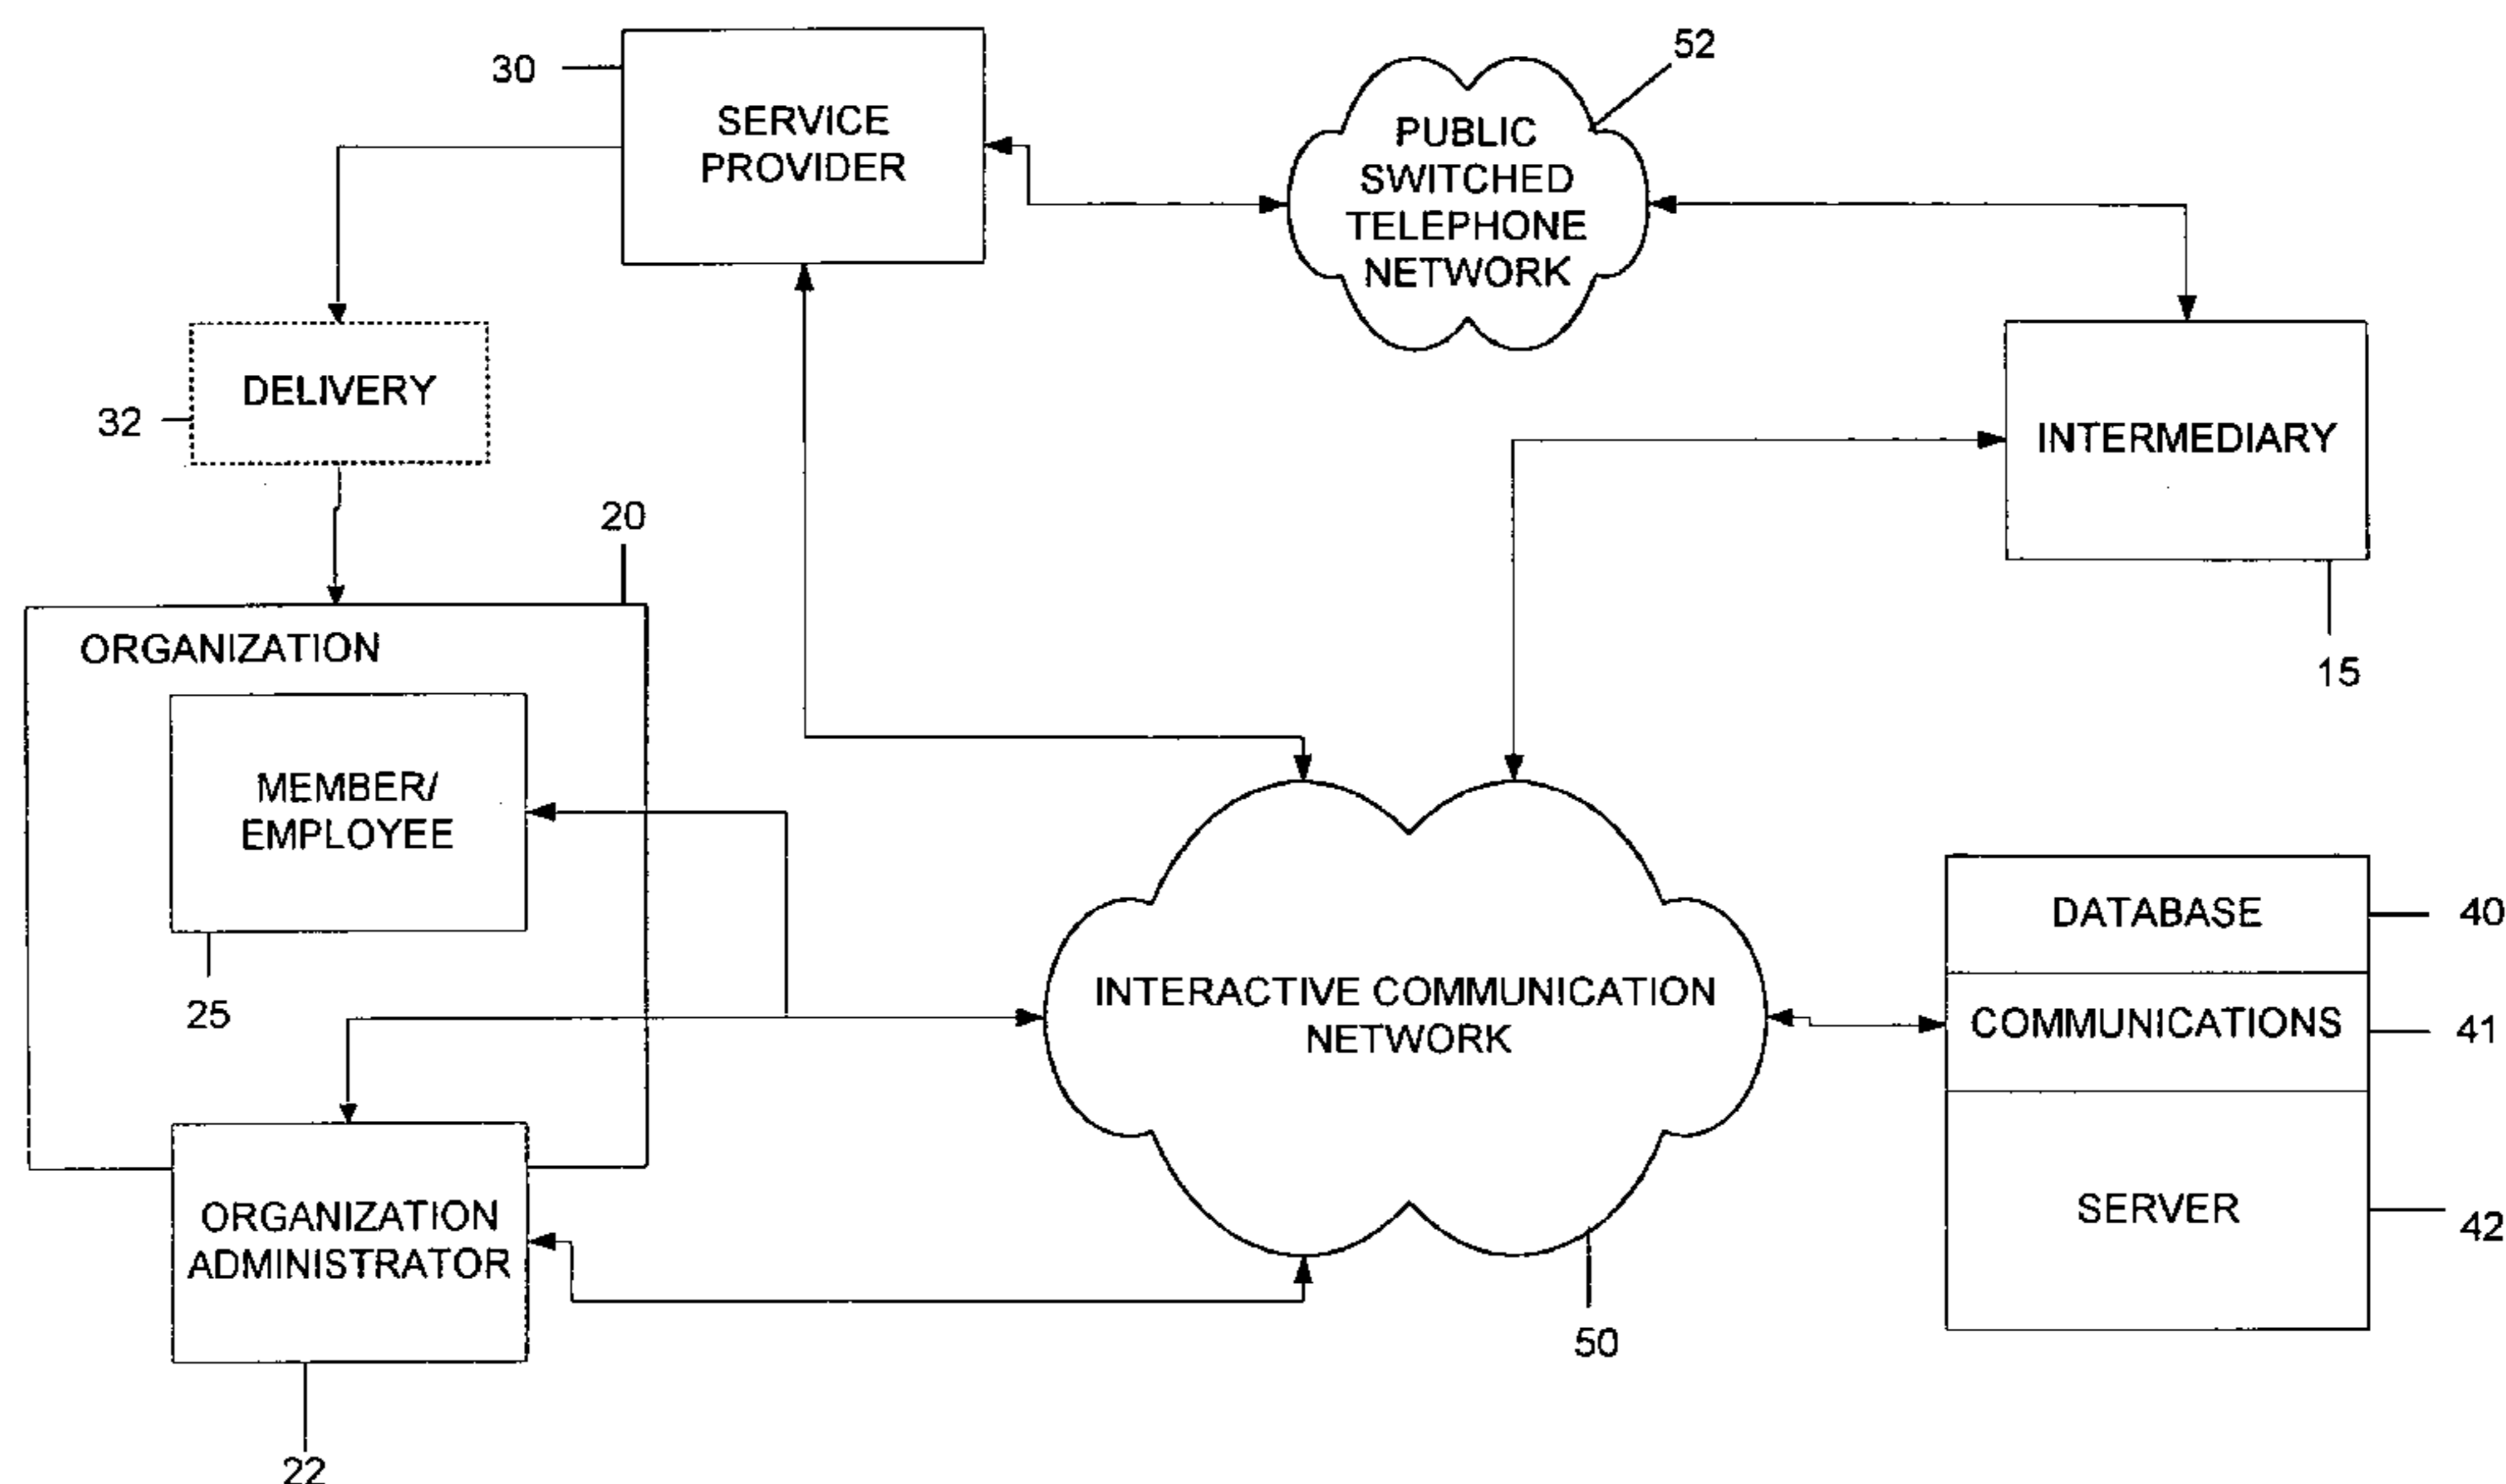 30
SERVICE
PROVIDER
52
PUBLIC
SWITCHED
TELEPHONE
NETWORK
DELIVERY
32
INTERMEDIARY
15
20
ORGANIZATION
MEMBER/
EMPLOYEE
25
INTERACTIVE COMMUNICATION
NETWORK
50
DATABASE
40
COMMUNICATIONS
41
SERVER
42
ORGANIZATION
ADMINISTRATOR
22